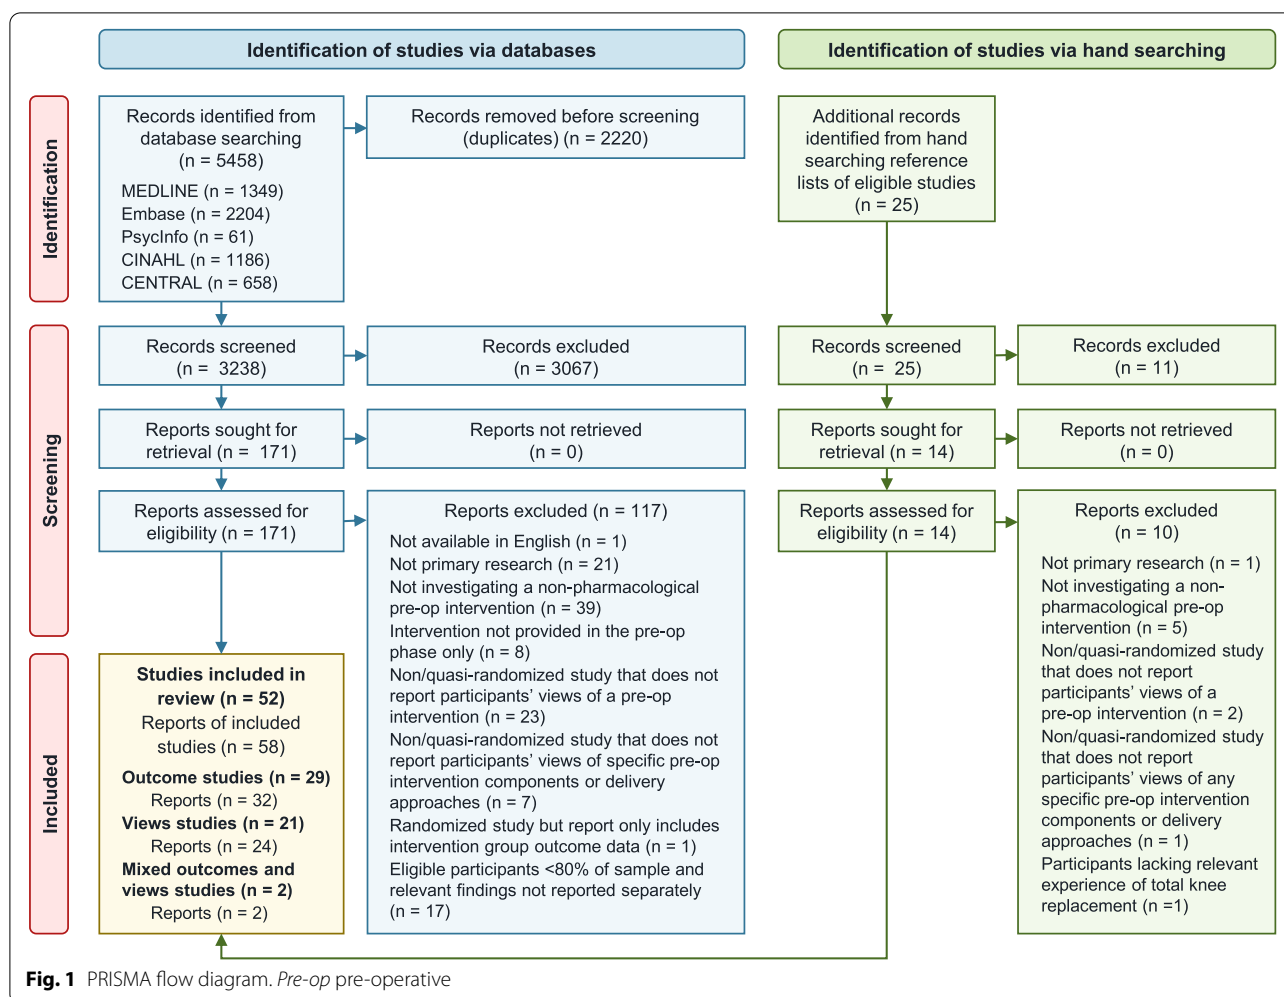 Identification of studies via databases
Identification of studies via hand searching
Identification
Records identified from
database searching
(n = 5458)
MEDLINE (n = 1349)
Embase (n = 2204)
PsycInfo (n = 61)
CINAHL (n = 1186)
CENTRAL (n = 658)
Records removed before screening
(duplicates) (n = 2220)
Additional records
identified from hand
searching reference
lists of eligible studies
(n = 25)
Screening
Records screened
(n = 3238)
Records excluded
(n = 3067)
Records screened
(n = 25)
Records excluded
(n = 11)
Reports sought for
retrieval (n = 171)
Reports not retrieved
(n = 0)
Reports sought for
retrieval (n = 14)
Reports not retrieved
(n = 0)
Reports assessed for
eligibility (n = 171)
Reports excluded (n = 117)
Not available in English (n = 1)
Not primary research (n = 21)
Not investigating a non-pharmacological
pre-op intervention (n = 39)
Intervention not provided in the pre-op
phase only (n = 8)
Non/quasi-randomized study that does not
report participants' views of a pre-op
intervention (n = 23)
Non/quasi-randomized study that does not
report participants' views of specific pre-op
intervention components or delivery
approaches (n = 7)
Randomized study but report only includes
intervention group outcome data (n = 1)
Eligible participants <80% of sample and
relevant findings not reported separately
(n = 17)
Reports assessed for
eligibility (n = 14)
Reports excluded
(n = 10)
Not primary research (n = 1)
Not investigating a non-
pharmacological pre-op
intervention (n = 5)
Non/quasi-randomized study
that does not report
participants' views of a
pre-op intervention (n = 2)
Non/quasi-randomized study
that does not report
participants' views of any
specific pre-op intervention
components or delivery
approaches (n = 1)
Participants lacking relevant
experience of total knee
replacement (n =1)
Included
Studies included in
review (n = 52)
Reports of included
studies (n = 58)
Outcome studies (n = 29)
Reports (n = 32)
Views studies (n = 21)
Reports (n = 24)
Mixed outcomes and
views studies (n = 2)
Reports (n = 2)
Fig. 1 PRISMA flow diagram. Pre-op pre-operative